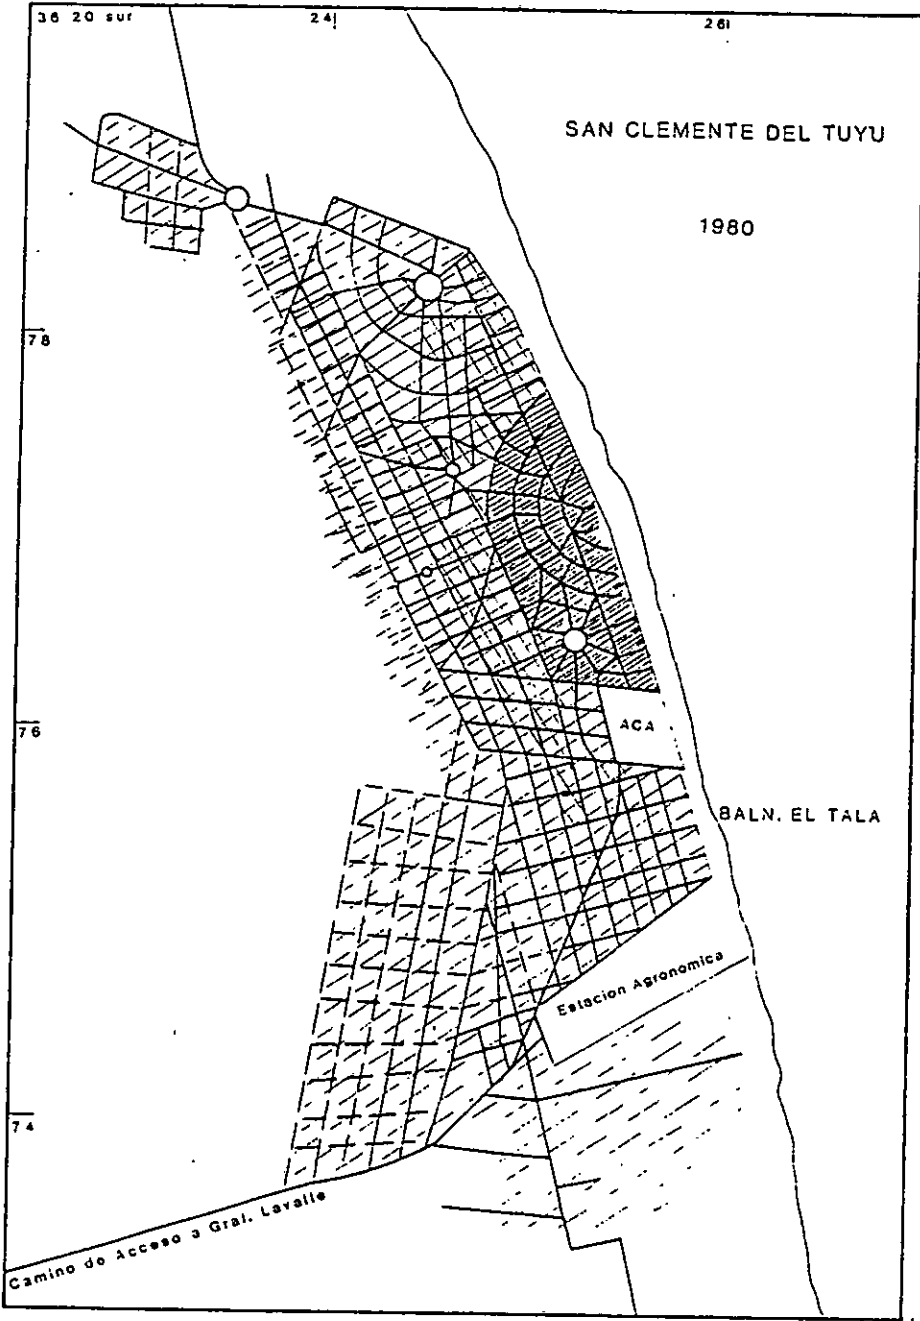 36 20 sur
24
26
SAN CLEMENTE DEL TUYU
1980
78
76
ACA
BALN. EL TALA
Estacion Agronomica
74
Camino de Acceso a Gral. Lavalle